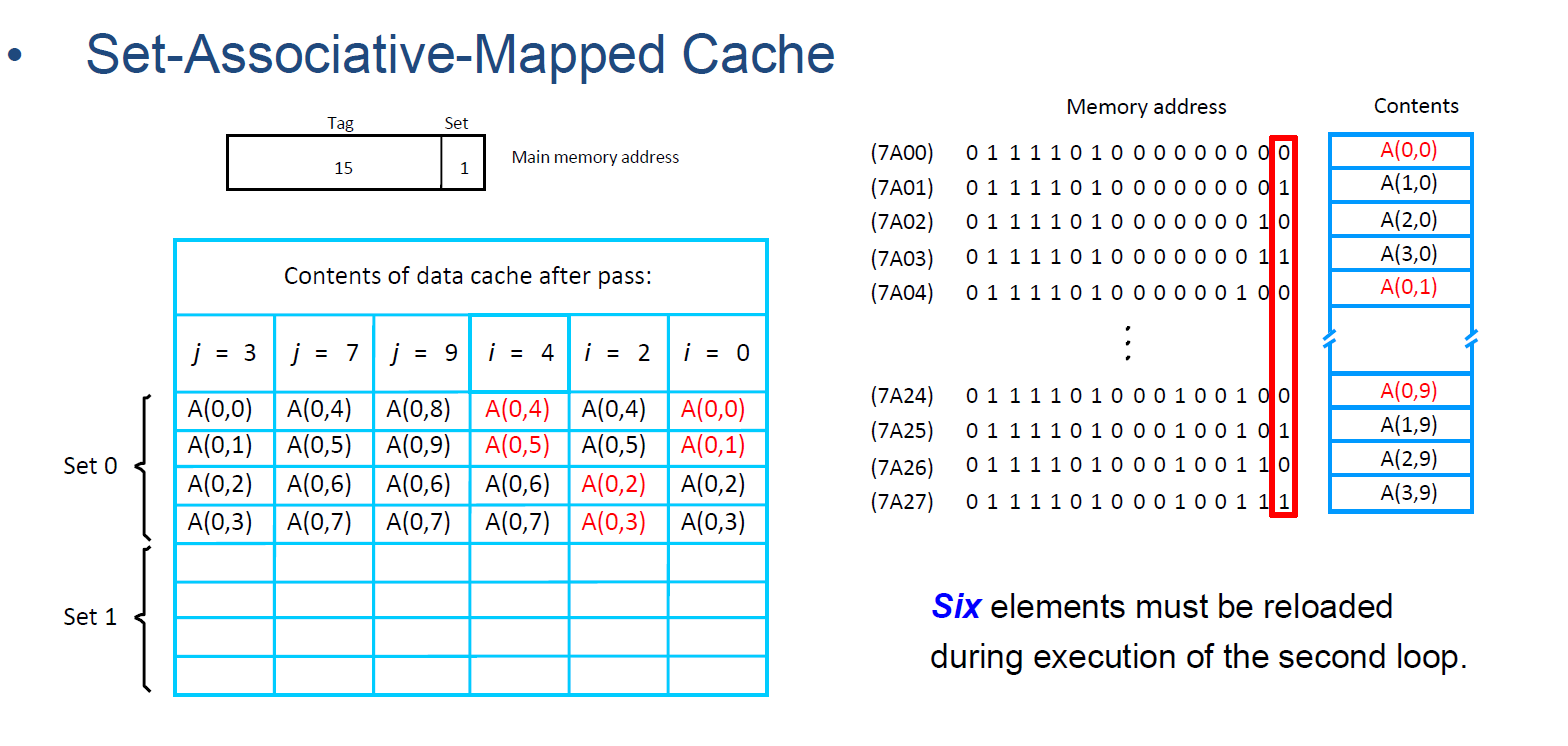 • Set-Associative-Mapped Cache
Tag Set
15 1 Main memory address
Contents of data cache after pass:
j = 3 j = 7 j = 9 i = 4 i = 2 i = 0
Set 0
A(0,0) A(0,4) A(0,8) A(0,4) A(0,4) A(0,0)
A(0,1) A(0,5) A(0,9) A(0,5) A(0,5) A(0,1)
A(0,2) A(0,6) A(0,6) A(0,6) A(0,2) A(0,2)
A(0,3) A(0,7) A(0,7) A(0,7) A(0,3) A(0,3)
Set 1
Memory address Contents
(7A00) 0 1 1 1 1 0 1 0 0 0 0 0 0 0 0 0 A(0,0)
(7A01) 0 1 1 1 1 0 1 0 0 0 0 0 0 0 0 1 A(1,0)
(7A02) 0 1 1 1 1 0 1 0 0 0 0 0 0 0 1 0 A(2,0)
(7A03) 0 1 1 1 1 0 1 0 0 0 0 0 0 0 1 1 A(3,0)
(7A04) 0 1 1 1 1 0 1 0 0 0 0 0 0 1 0 0 A(0,1)
(7A24) 0 1 1 1 1 0 1 0 0 0 1 0 0 1 0 0 A(0,9)
(7A25) 0 1 1 1 1 0 1 0 0 0 1 0 0 1 0 1 A(1,9)
(7A26) 0 1 1 1 1 0 1 0 0 0 1 0 0 1 1 0 A(2,9)
(7A27) 0 1 1 1 1 0 1 0 0 0 1 0 0 1 1 1 A(3,9)
Six elements must be reloaded
during execution of the second loop.